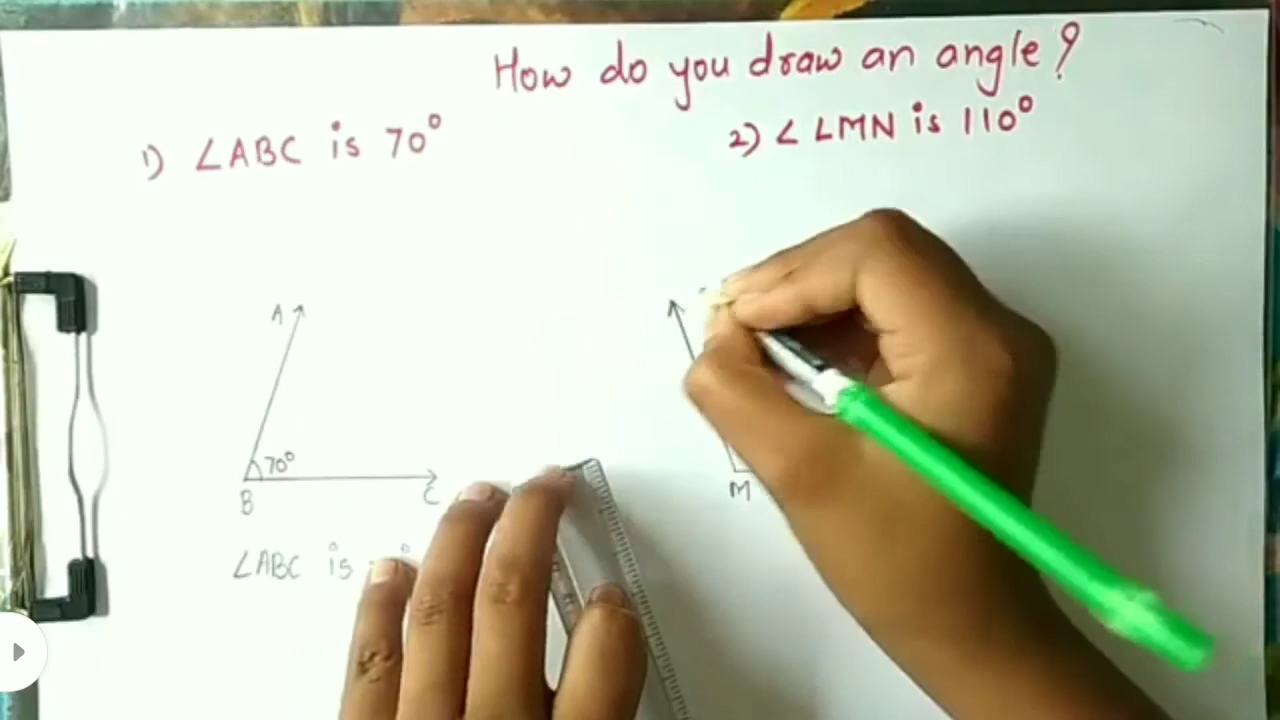 How do you draw an angle?
1) ∠ABC is 70°
2) ∠LMN is 110°
A
70°
B
C
M
∠ABC is